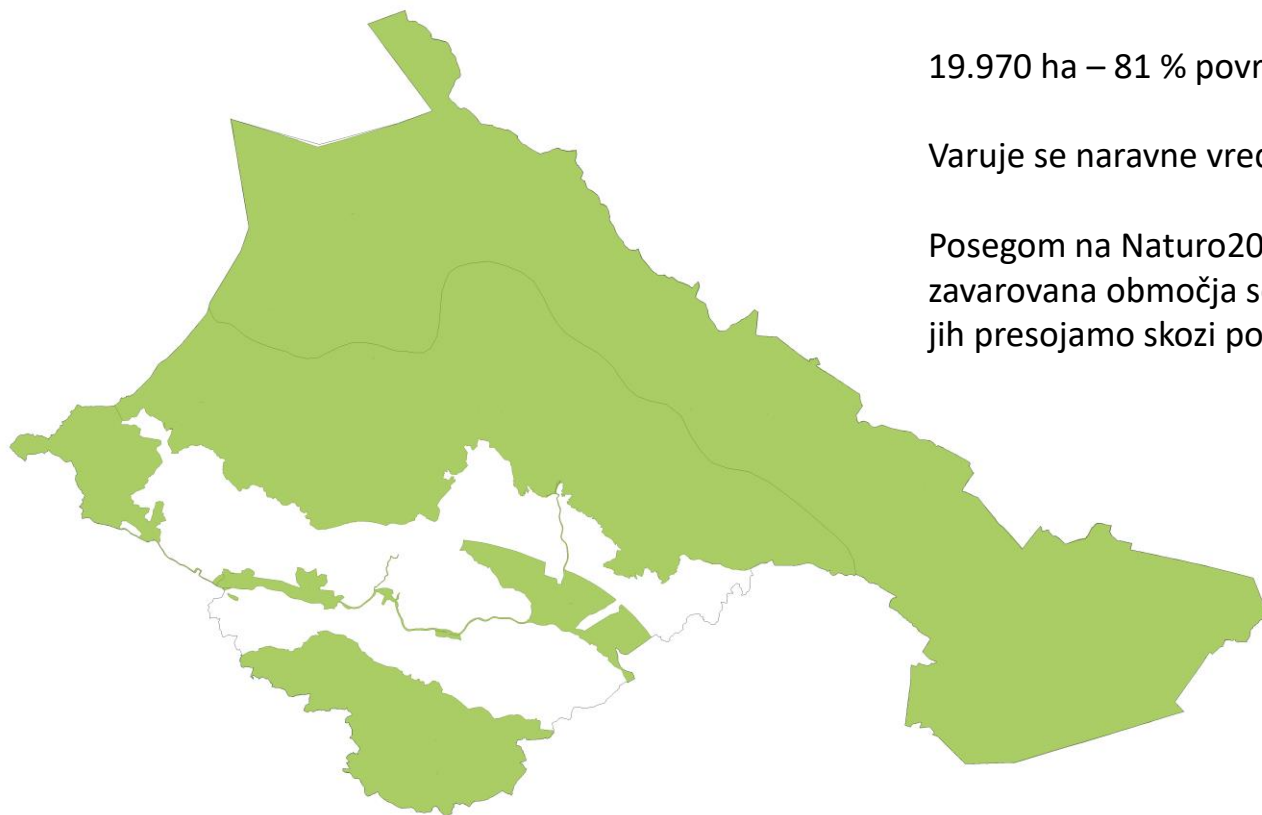 19.970 ha – 81 % povr
Varuje se naravne vred
Posegom na Naturo20
zavarovana območja s
jih presojamo skozi po